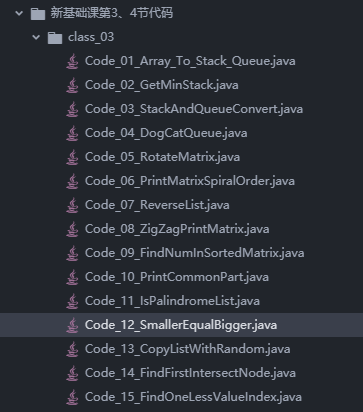 新基础课第3、4节代码
class_03
Code_01_Array_To_Stack_Queue.java
Code_02_GetMinStack.java
Code_03_StackAndQueueConvert.java
Code_04_DogCatQueue.java
Code_05_RotateMatrix.java
Code_06_PrintMatrixSpiralOrder.java
Code_07_ReverseList.java
Code_08_ZigZagPrintMatrix.java
Code_09_FindNumInSortedMatrix.java
Code_10_PrintCommonPart.java
Code_11_IsPalindromeList.java
Code_12_SmallerEqualBigger.java
Code_13_CopyListWithRandom.java
Code_14_FindFirstIntersectNode.java
Code_15_FindOneLessValueIndex.java